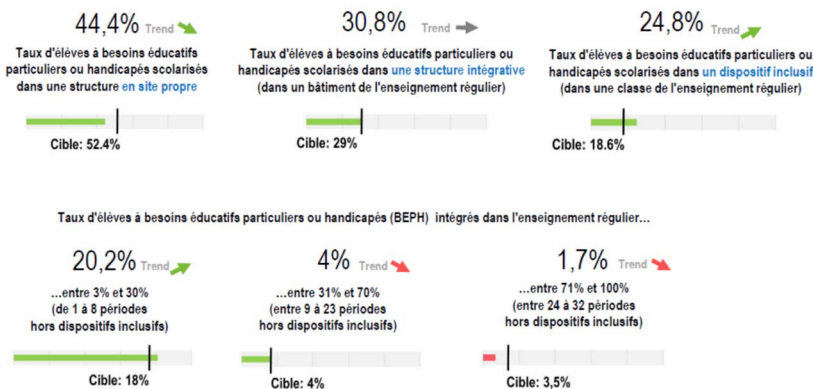 44,4% Trend
30,8% Trend
24,8% Trend
Taux d'élèves à besoins éducatifs
particuliers ou handicapés scolarisés
dans une structure en site propre
Taux d'élèves à besoins éducatifs particuliers ou
handicapés scolarisés dans une structure intégrative
(dans un bâtiment de l'enseignement régulier)
Taux d'élèves à besoins éducatifs particuliers ou
handicapés scolarisés dans un dispositif inclusif
(dans une classe de l'enseignement régulier)
Cible: 52.4%
Cible: 29%
Cible: 18.6%
Taux d'élèves à besoins éducatifs particuliers ou handicapés (BEPH) intégrés dans l'enseignement régulier...
20,2% Trend
4% Trend
1,7% Trend
...entre 3% et 30%
(de 1 à 8 périodes
hors dispositifs inclusifs)
...entre 31% et 70%
(entre 9 à 23 périodes
hors dispositifs inclusifs)
...entre 71% et 100%
(entre 24 à 32 périodes
hors dispositifs inclusifs)
Cible: 18%
Cible: 4%
Cible: 3,5%